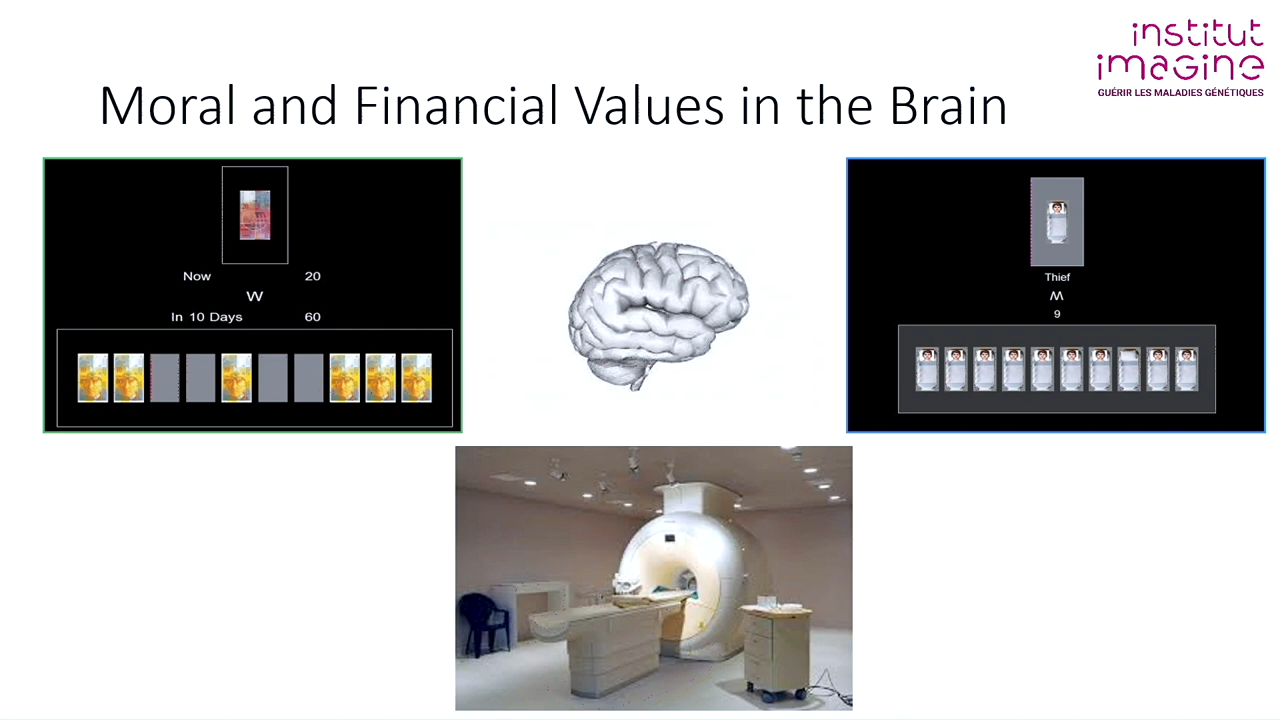 institut
imagine
GUÉRIR LES MALADIES GÉNÉTIQUES
Moral and Financial Values in the Brain
Now 20
W
In 10 Days 60
Thief
M
9